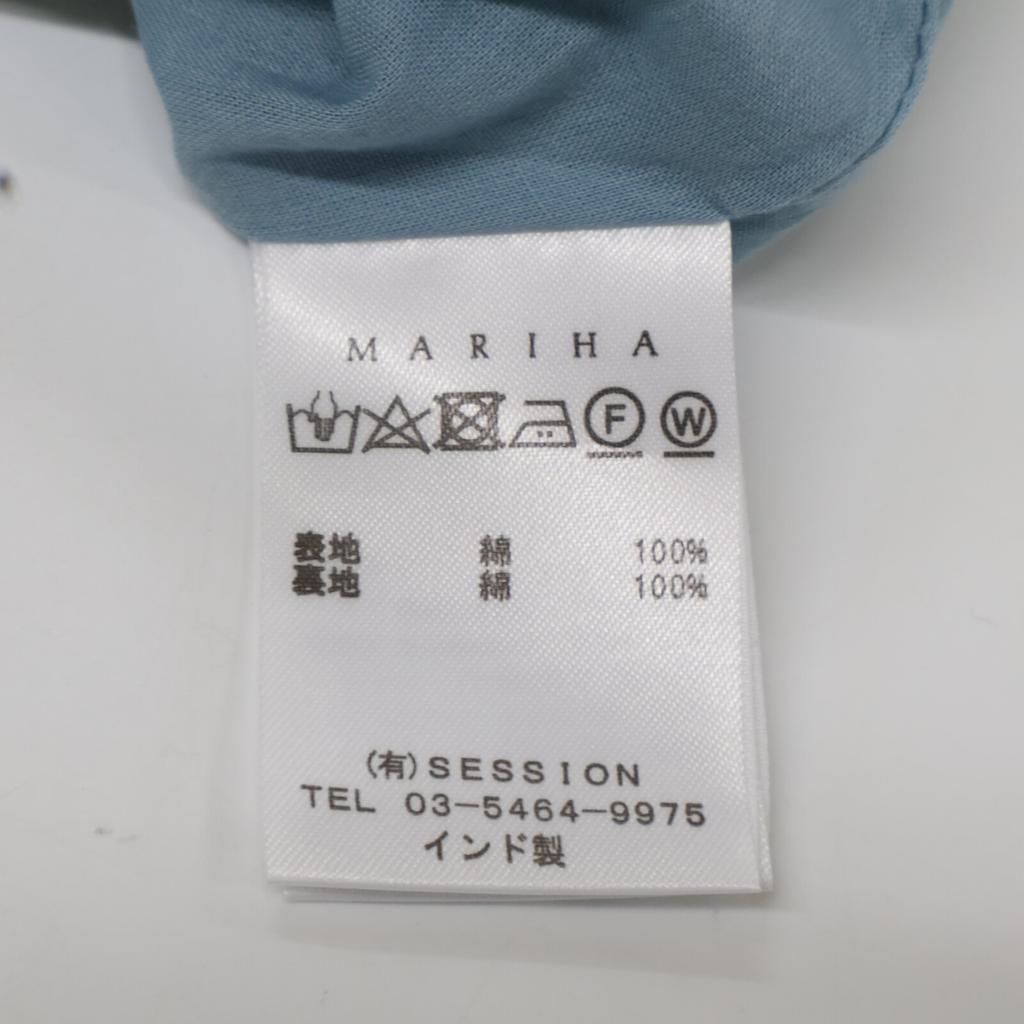 MARIHA
F W
表地 綿 100%
裏地 綿 100%
(有)SESSION
TEL 03-5464-9975
インド製